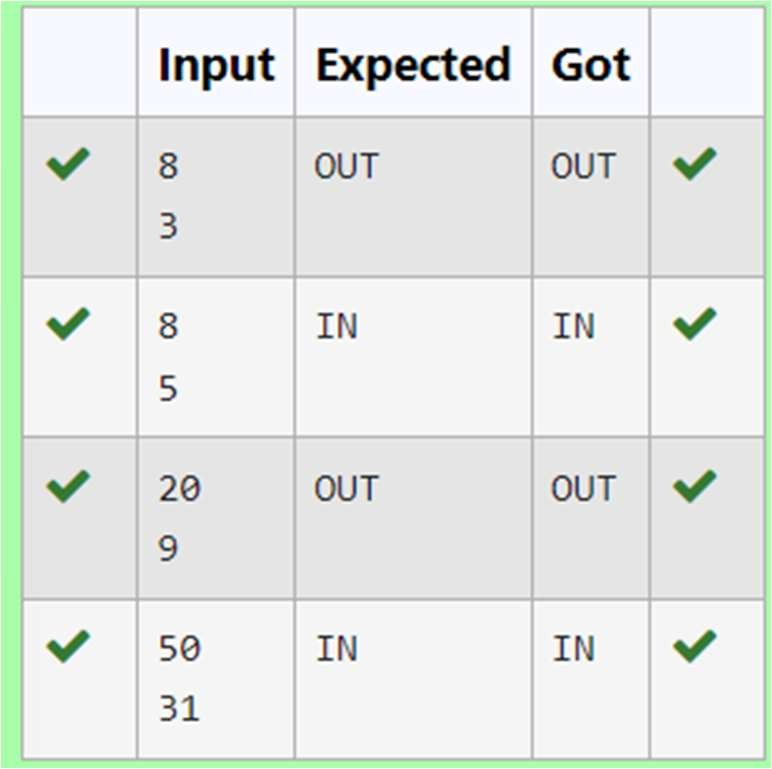 Input Expected Got
8 OUT OUT
3
8 IN IN
5
20 OUT OUT
9
50 IN IN
31